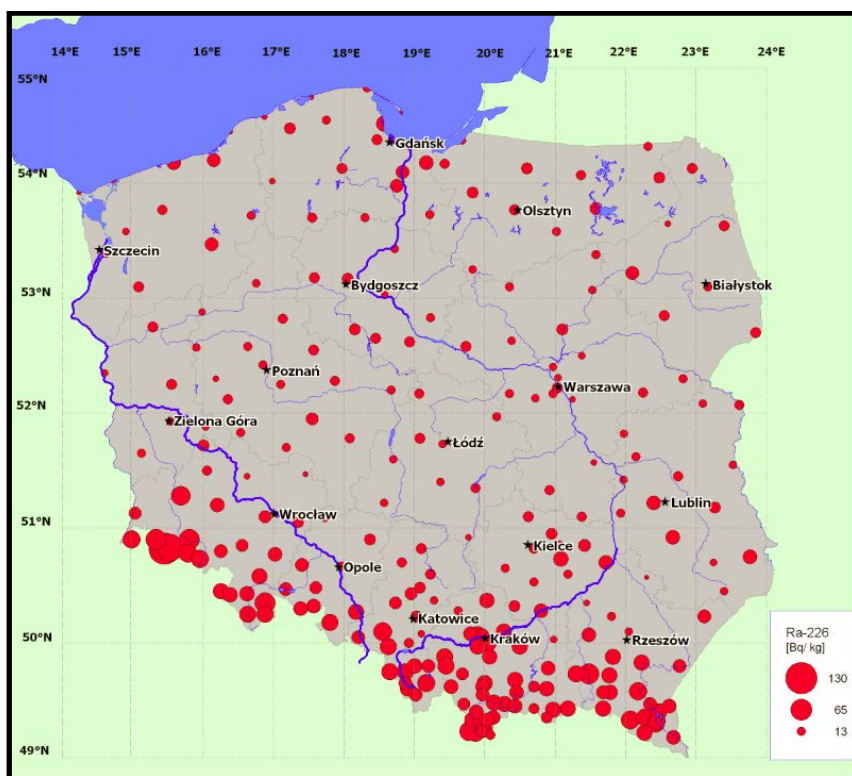 14°E 15°E 16°E 17°E 18°E 19°E 20°E 21°E 22°E 23°E 24°E
55°N
Gdańsk
54°N
Olsztyn
Szczecin
Bydgoszcz
Białystok
53°N
Poznań
Warszawa
52°N
Zielona Góra
Łódź
Wrocław
Lublin
51°N
Kielce
Opole
Katowice
Kraków
Rzeszów
50°N
Ra-226
[Bq/ kg]
130
65
13
49°N